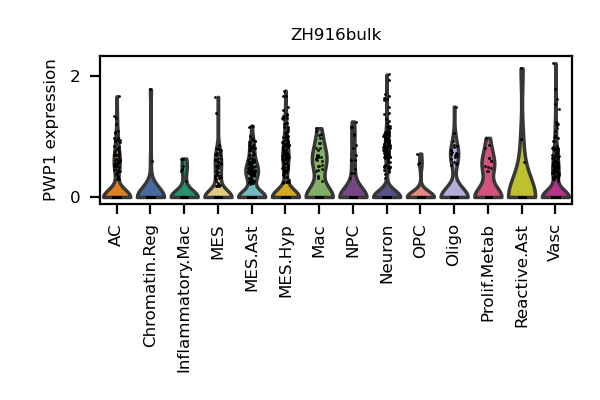 ZH916bulk
PWP1 expression
2
0
AC
Chromatin.Reg
Inflammatory.Mac
MES
MES.Ast
MES.Hyp
Mac
NPC
Neuron
OPC
Oligo
Prolif.Metab
Reactive.Ast
Vasc